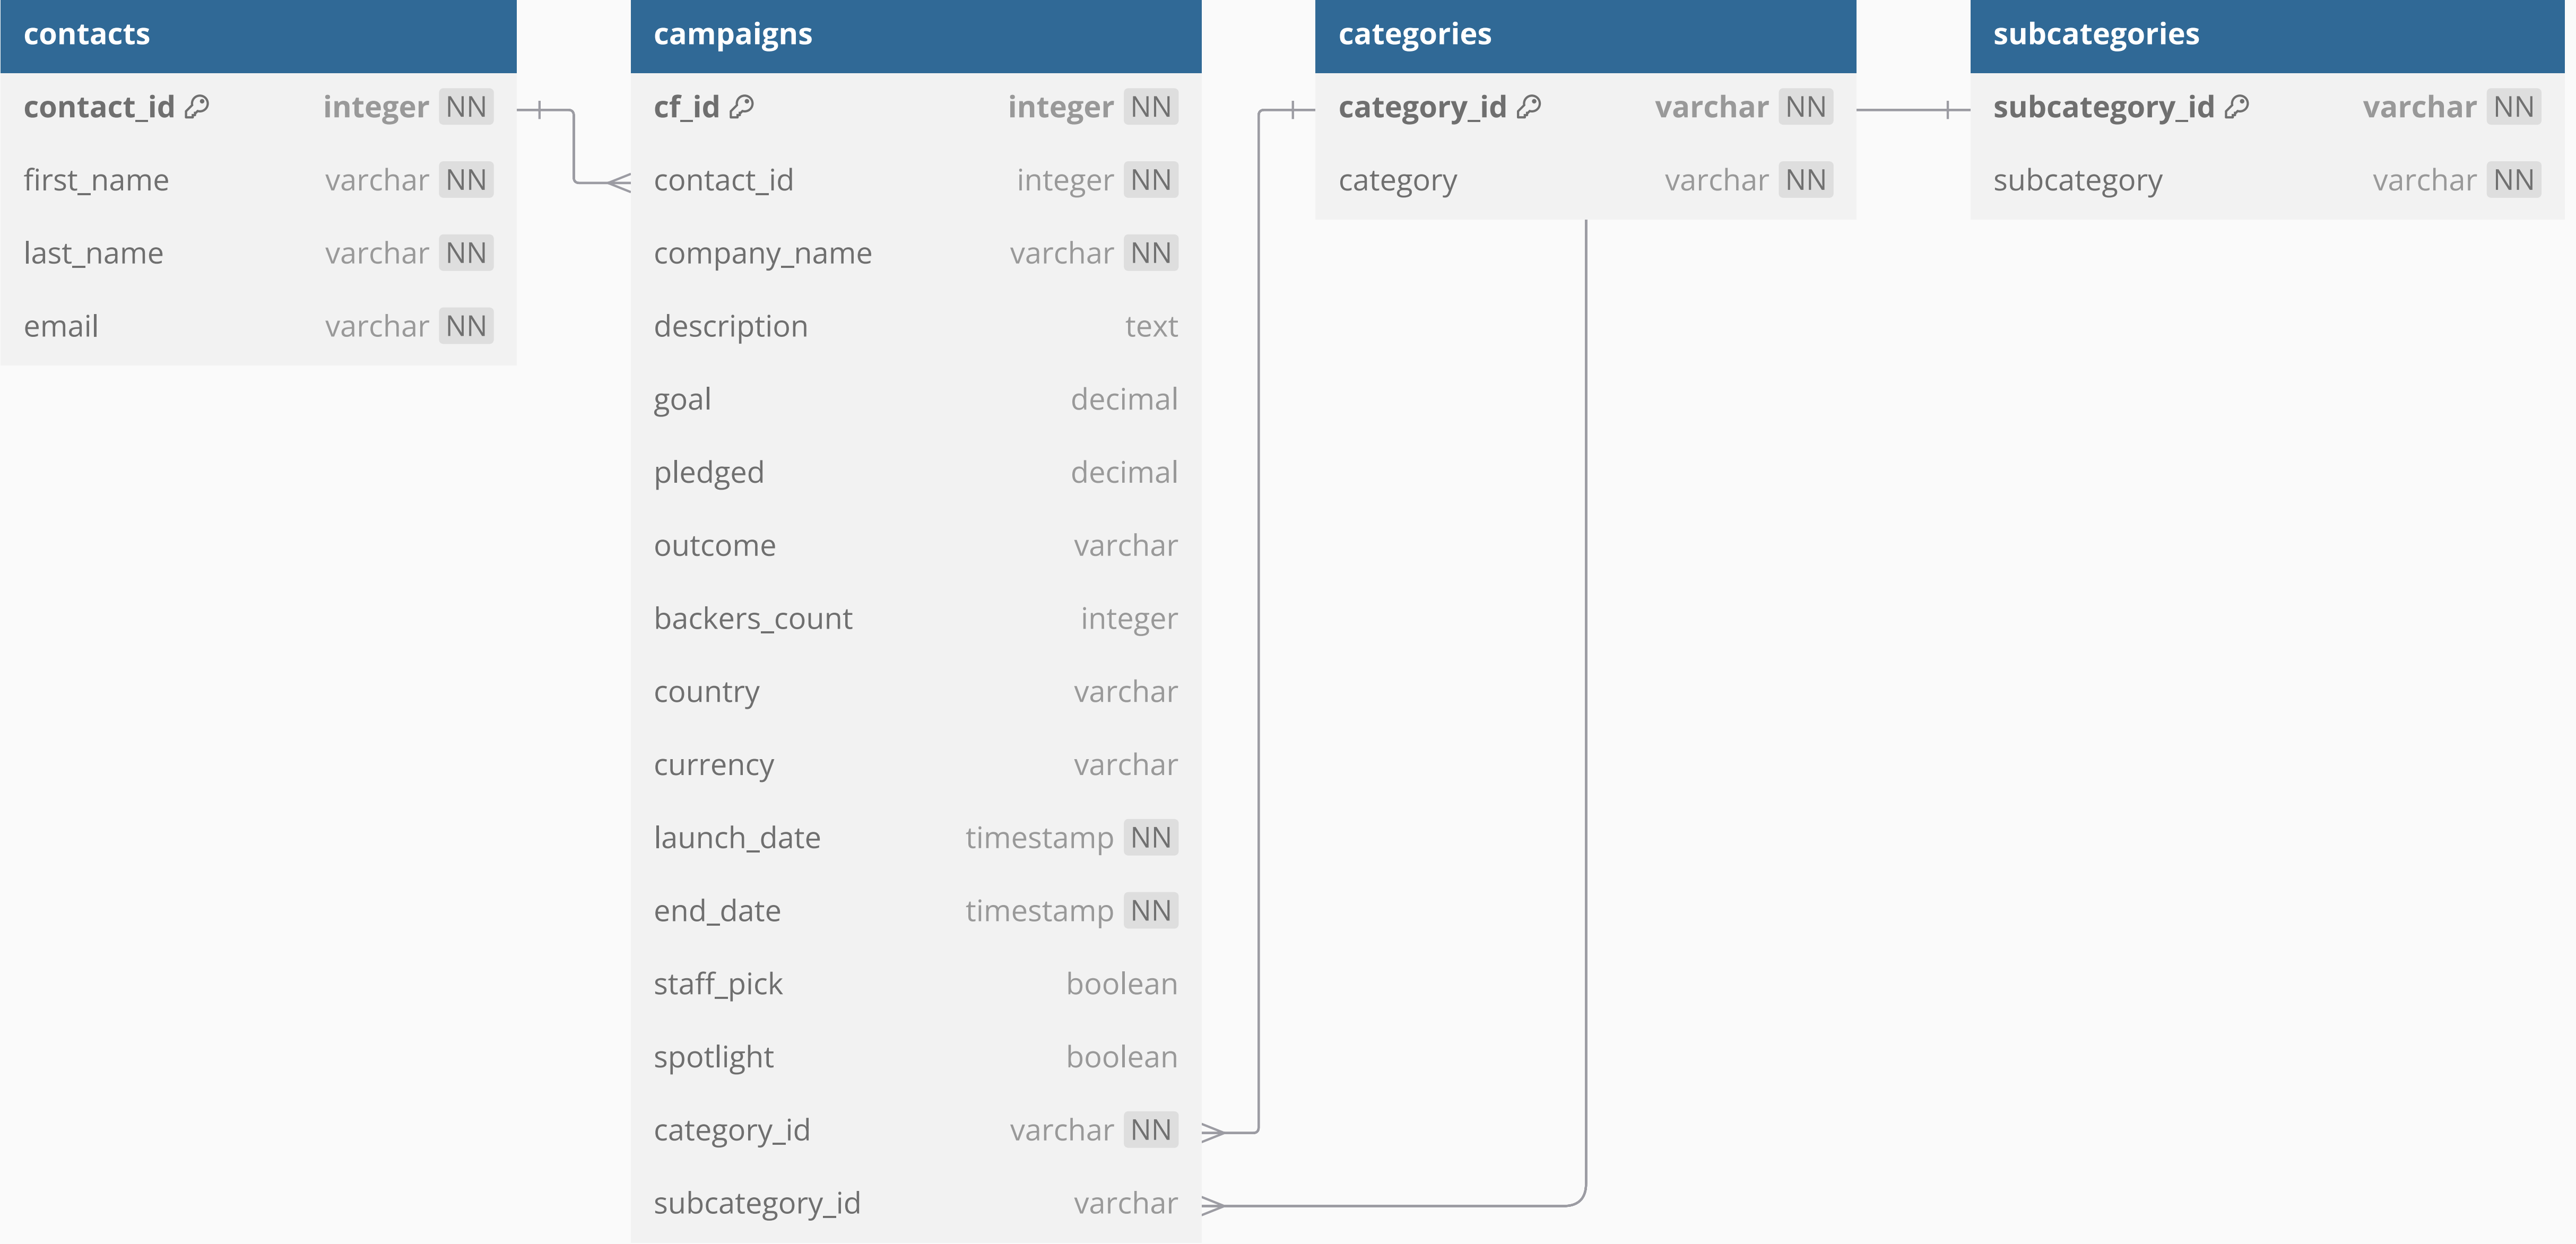 contacts
contact_id integer NN
first_name varchar NN
last_name varchar NN
email varchar NN
campaigns
cf_id integer NN
contact_id integer NN
company_name varchar NN
description text
goal decimal
pledged decimal
outcome varchar
backers_count integer
country varchar
currency varchar
launch_date timestamp NN
end_date timestamp NN
staff_pick boolean
spotlight boolean
category_id varchar NN
subcategory_id varchar
categories
category_id varchar NN
category varchar NN
subcategories
subcategory_id varchar NN
subcategory varchar NN